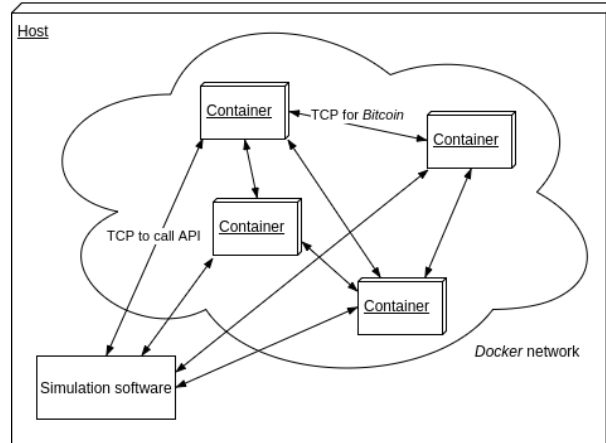 Host
Container
TCP for Bitcoin
Container
Container
TCP to call API
Container
Docker network
Simulation software